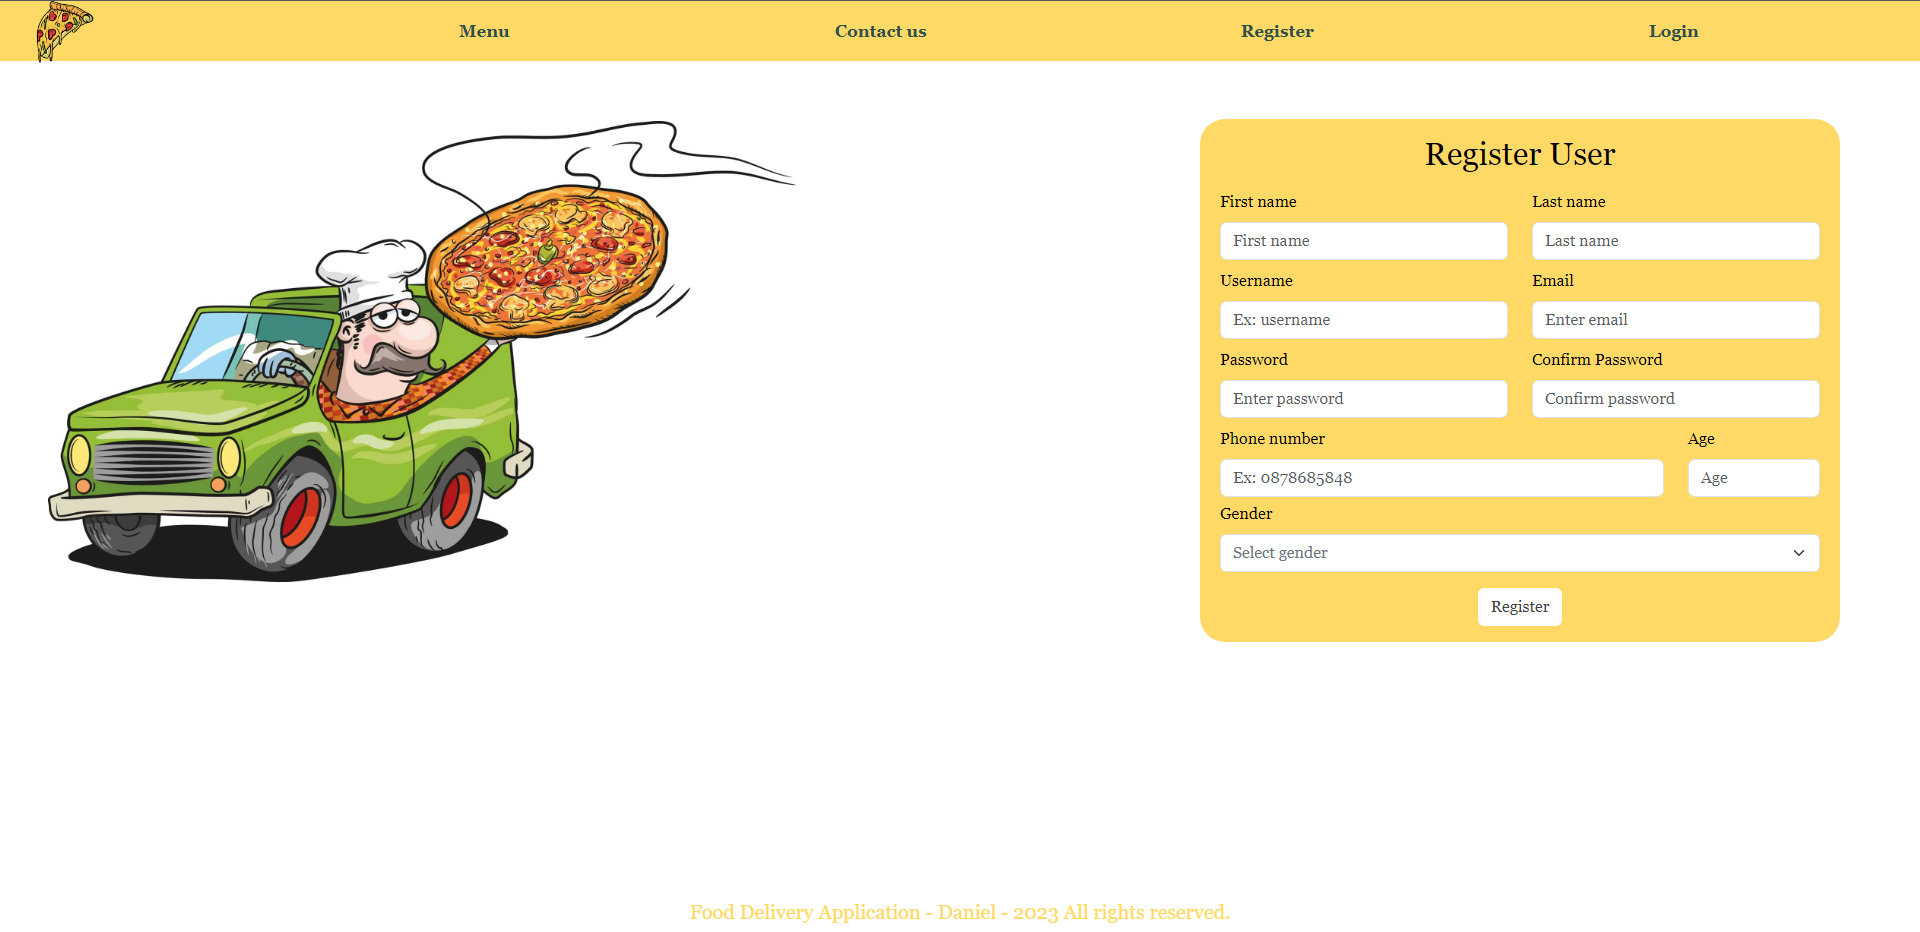 Menu Contact us Register Login
Register User
First name Last name
First name Last name
Username Email
Ex: username Enter email
Password Confirm Password
Enter password Confirm password
Phone number Age
Ex: 0878685848 Age
Gender
Select gender
Register
Food Delivery Application - Daniel - 2023 All rights reserved.